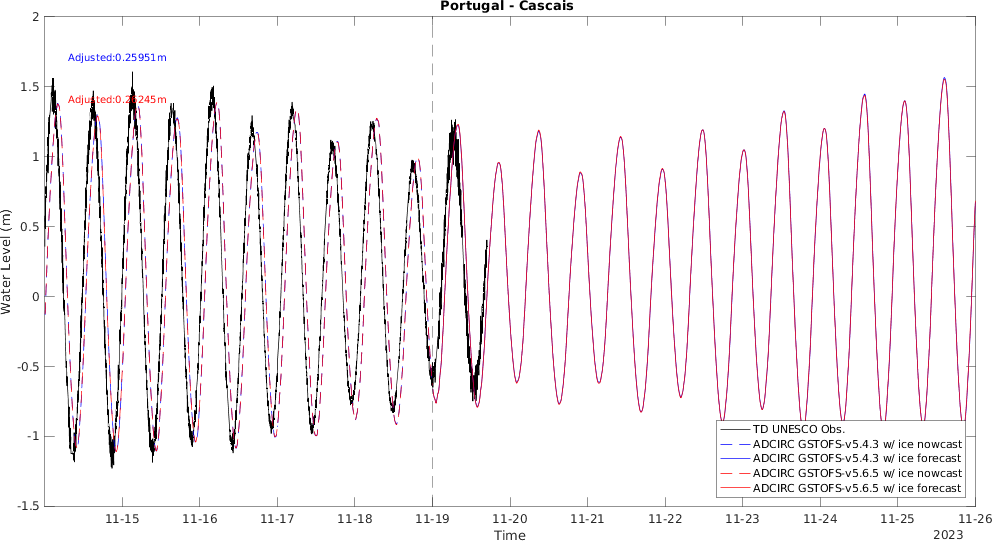 Portugal - Cascais
2
1.5
1
0.5
0
-0.5
-1
-1.5
Water Level (m)
Adjusted:0.25951m
Adjusted:0.26245m
TD UNESCO Obs.
ADCIRC GSTOFS-v5.4.3 w/ ice nowcast
ADCIRC GSTOFS-v5.4.3 w/ ice forecast
ADCIRC GSTOFS-v5.6.5 w/ ice nowcast
ADCIRC GSTOFS-v5.6.5 w/ ice forecast
11-15 11-16 11-17 11-18 11-19 11-20 11-21 11-22 11-23 11-24 11-25 11-26
Time
2023